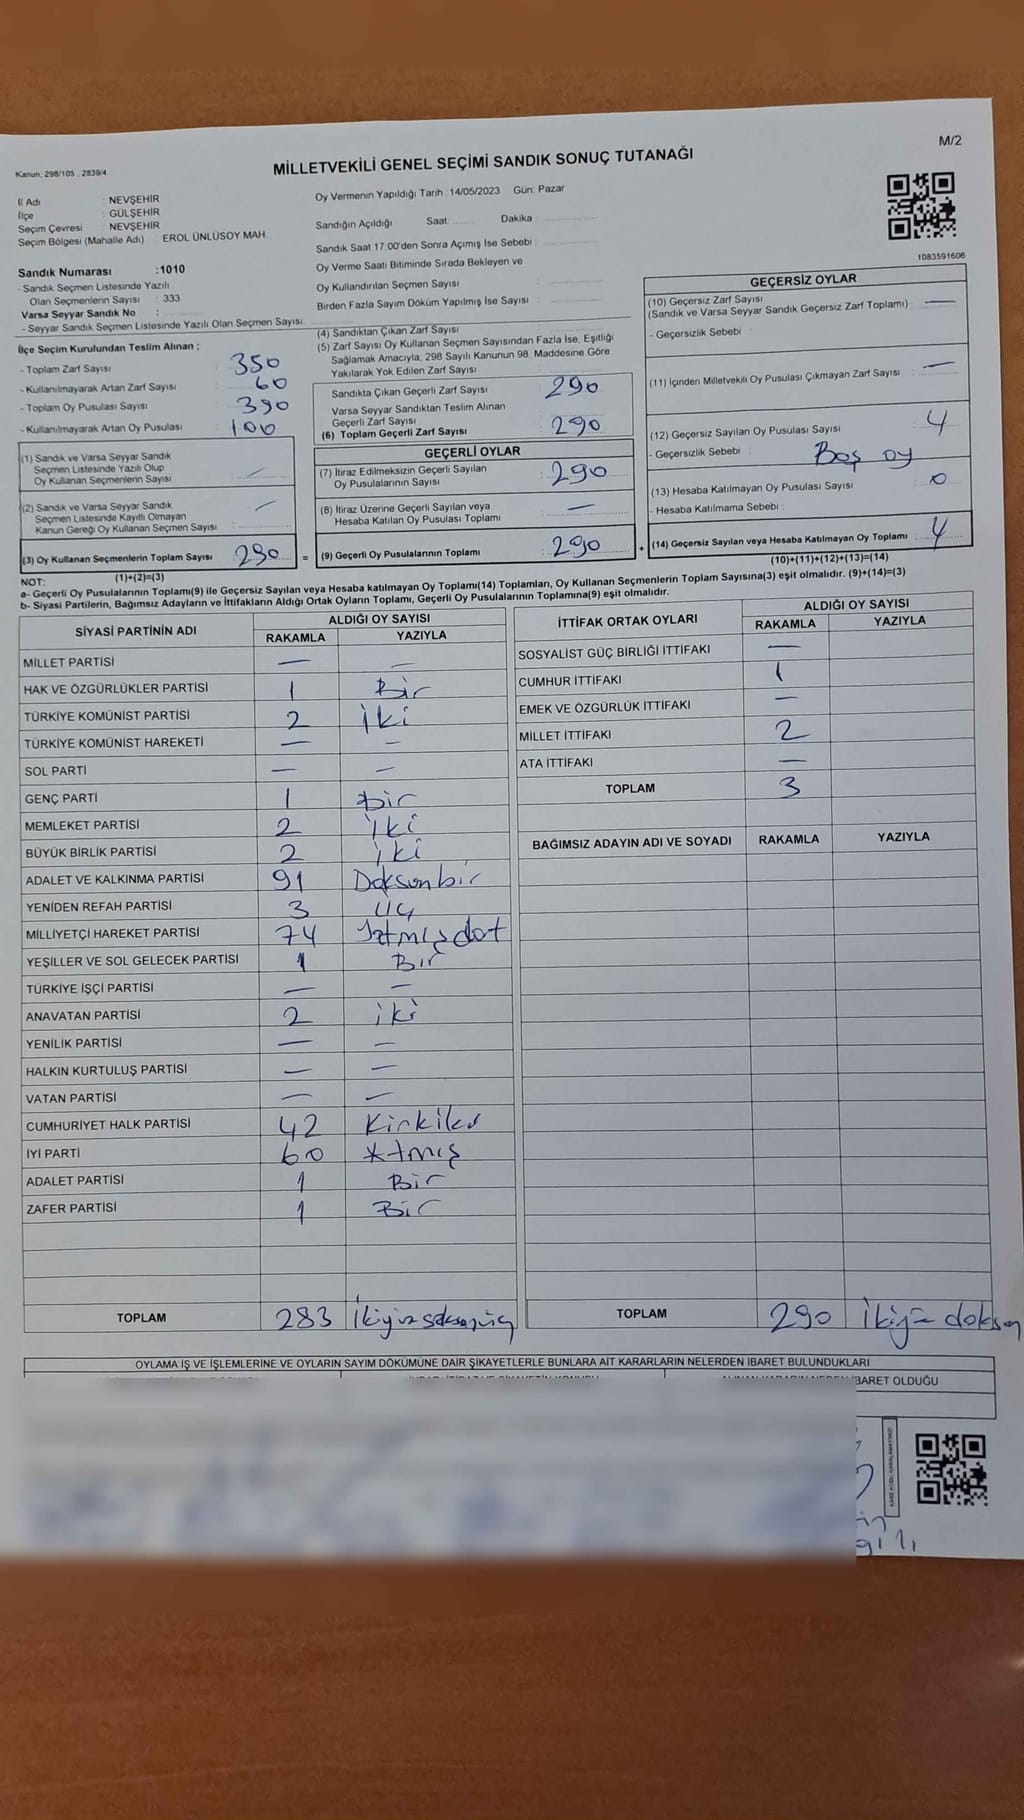 M/2
Kanun, 298/105 , 2839/4
MİLLETVEKİLİ GENEL SEÇİMİ SANDIK SONUÇ TUTANAĞI
İl Adı : NEVŞEHİR
İlçe : GÜLŞEHİR
Seçim Çevresi : NEVŞEHİR
Seçim Bölgesi (Mahalle Adı) : EROL ÜNLÜSOY MAH.
Sandık Numarası :1010
- Sandık Seçmen Listesinde Yazılı
Olan Seçmenlerin Sayısı : 333
Varsa Seyyar Sandık No :
- Seyyar Sandık Seçmen Listesinde Yazılı Olan Seçmen Sayısı
Oy Vermenin Yapıldığı Tarih 14/05/2023 Gün: Pazar
Sandığın Açıldığı Saat: Dakika :
Sandık Saat 17:00'den Sonra Açımış İse Sebebi :
Oy Verme Saati Bitiminde Sırada Bekleyen ve
Oy Kullandırılan Seçmen Sayısı :
Birden Fazla Sayım Döküm Yapılmış İse Sayısı :
1083591606
İlçe Seçim Kurulundan Teslim Alınan ;
- Toplam Zarf Sayısı : 350
- Kullanılmayarak Artan Zarf Sayısı : 60
- Toplam Oy Pusulası Sayısı : 390
- Kullanılmayarak Artan Oy Pusulası : 100
(1) Sandık ve Varsa Seyyar Sandık
Seçmen Listesinde Yazılı Olup
Oy Kullanan Seçmenlerin Sayısı : —
(2) Sandık ve Varsa Seyyar Sandık
Seçmen Listesinde Kayıtlı Olmayan
Kanun Gereği Oy Kullanan Seçmen Sayısı : —
(3) Oy Kullanan Seçmenlerin Toplam Sayısı : 290
(1)+(2)=(3)
(4) Sandıktan Çıkan Zarf Sayısı :
(5) Zarf Sayısı Oy Kullanan Seçmen Sayısından Fazla İse, Eşitliği
Sağlamak Amacıyla, 298 Sayılı Kanunun 98. Maddesine Göre
Yakılarak Yok Edilen Zarf Sayısı :
Sandıkta Çıkan Geçerli Zarf Sayısı : 290
Varsa Seyyar Sandıktan Teslim Alınan
Geçerli Zarf Sayısı :
(6) Toplam Geçerli Zarf Sayısı : 290
GEÇERLİ OYLAR
(7) İtiraz Edilmeksizin Geçerli Sayılan
Oy Pusulalarının Sayısı : 290
(8) İtiraz Üzerine Geçerli Sayılan veya
Hesaba Katılan Oy Pusulası Toplamı : —
= (9) Geçerli Oy Pusulalarının Toplamı : 290
GEÇERSİZ OYLAR
(10) Geçersiz Zarf Sayısı
(Sandık ve Varsa Seyyar Sandık Geçersiz Zarf Toplamı) : —
- Geçersizlik Sebebi :
(11) İçinden Milletvekili Oy Pusulası Çıkmayan Zarf Sayısı : —
(12) Geçersiz Sayılan Oy Pusulası Sayısı : 4
- Geçersizlik Sebebi : Boş oy
(13) Hesaba Katılmayan Oy Pusulası Sayısı : 0
- Hesaba Katılmama Sebebi :
+ (14) Geçersiz Sayılan veya Hesaba Katılmayan Oy Toplamı : 4
(10)+(11)+(12)+(13)=(14)
NOT:
a- Geçerli Oy Pusulalarının Toplamı(9) ile Geçersiz Sayılan veya Hesaba katılmayan Oy Toplamı(14) Toplamları, Oy Kullanan Seçmenlerin Toplam Sayısına(3) eşit olmalıdır. (9)+(14)=(3)
b- Siyasi Partilerin, Bağımsız Adayların ve İttifakların Aldığı Ortak Oyların Toplamı, Geçerli Oy Pusulalarının Toplamına(9) eşit olmalıdır.
SİYASİ PARTİNİN ADI ALDIĞI OY SAYISI
RAKAMLA YAZIYLA
MİLLET PARTİSİ — —
HAK VE ÖZGÜRLÜKLER PARTİSİ 1 Bir
TÜRKİYE KOMÜNİST PARTİSİ 2 İki
TÜRKİYE KOMÜNİST HAREKETİ — —
SOL PARTİ — —
GENÇ PARTİ 1 Bir
MEMLEKET PARTİSİ 2 İki
BÜYÜK BİRLİK PARTİSİ 2 iki
ADALET VE KALKINMA PARTİSİ 91 Doksanbir
YENİDEN REFAH PARTİSİ 3 üç
MİLLİYETÇİ HAREKET PARTİSİ 74
YEŞİLLER VE SOL GELECEK PARTİSİ 1 Bir
TÜRKİYE İŞÇİ PARTİSİ — —
ANAVATAN PARTİSİ 2 iki
YENİLİK PARTİSİ — —
HALKIN KURTULUŞ PARTİSİ — —
VATAN PARTİSİ — —
CUMHURİYET HALK PARTİSİ 42 Kirkiki
İYİ PARTİ 60 Atmış
ADALET PARTİSİ 1 Bir
ZAFER PARTİSİ 1 Bir
TOPLAM 283 İkiyüzseksenüç
İTTİFAK ORTAK OYLARI ALDIĞI OY SAYISI
RAKAMLA YAZIYLA
SOSYALİST GÜÇ BİRLİĞİ İTTİFAKI —
CUMHUR İTTİFAKI 1
EMEK VE ÖZGÜRLÜK İTTİFAKI —
MİLLET İTTİFAKI 2
ATA İTTİFAKI —
TOPLAM 3
BAĞIMSIZ ADAYIN ADI VE SOYADI RAKAMLA YAZIYLA
TOPLAM 290 İkiyüz doksan
OYLAMA İŞ VE İŞLEMLERİNE VE OYLARIN SAYIM DÖKÜMÜNE DAİR ŞİKAYETLERLE BUNLARA AİT KARARLARIN NELERDEN İBARET BULUNDUKLARI
İBARET OLDUĞU